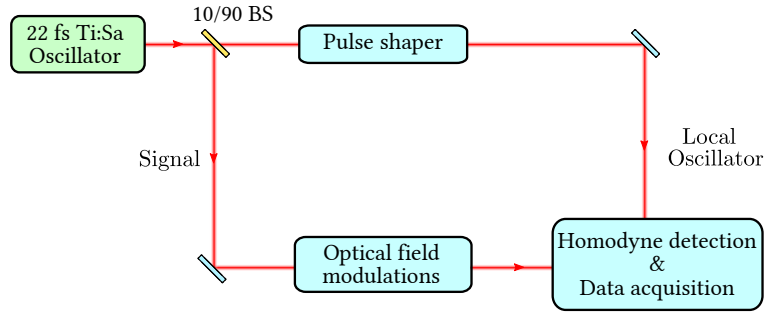 10/90 BS
22 fs Ti:Sa
Oscillator
Pulse shaper
Signal
Local
Oscillator
Optical field
modulations
Homodyne detection
&
Data acquisition